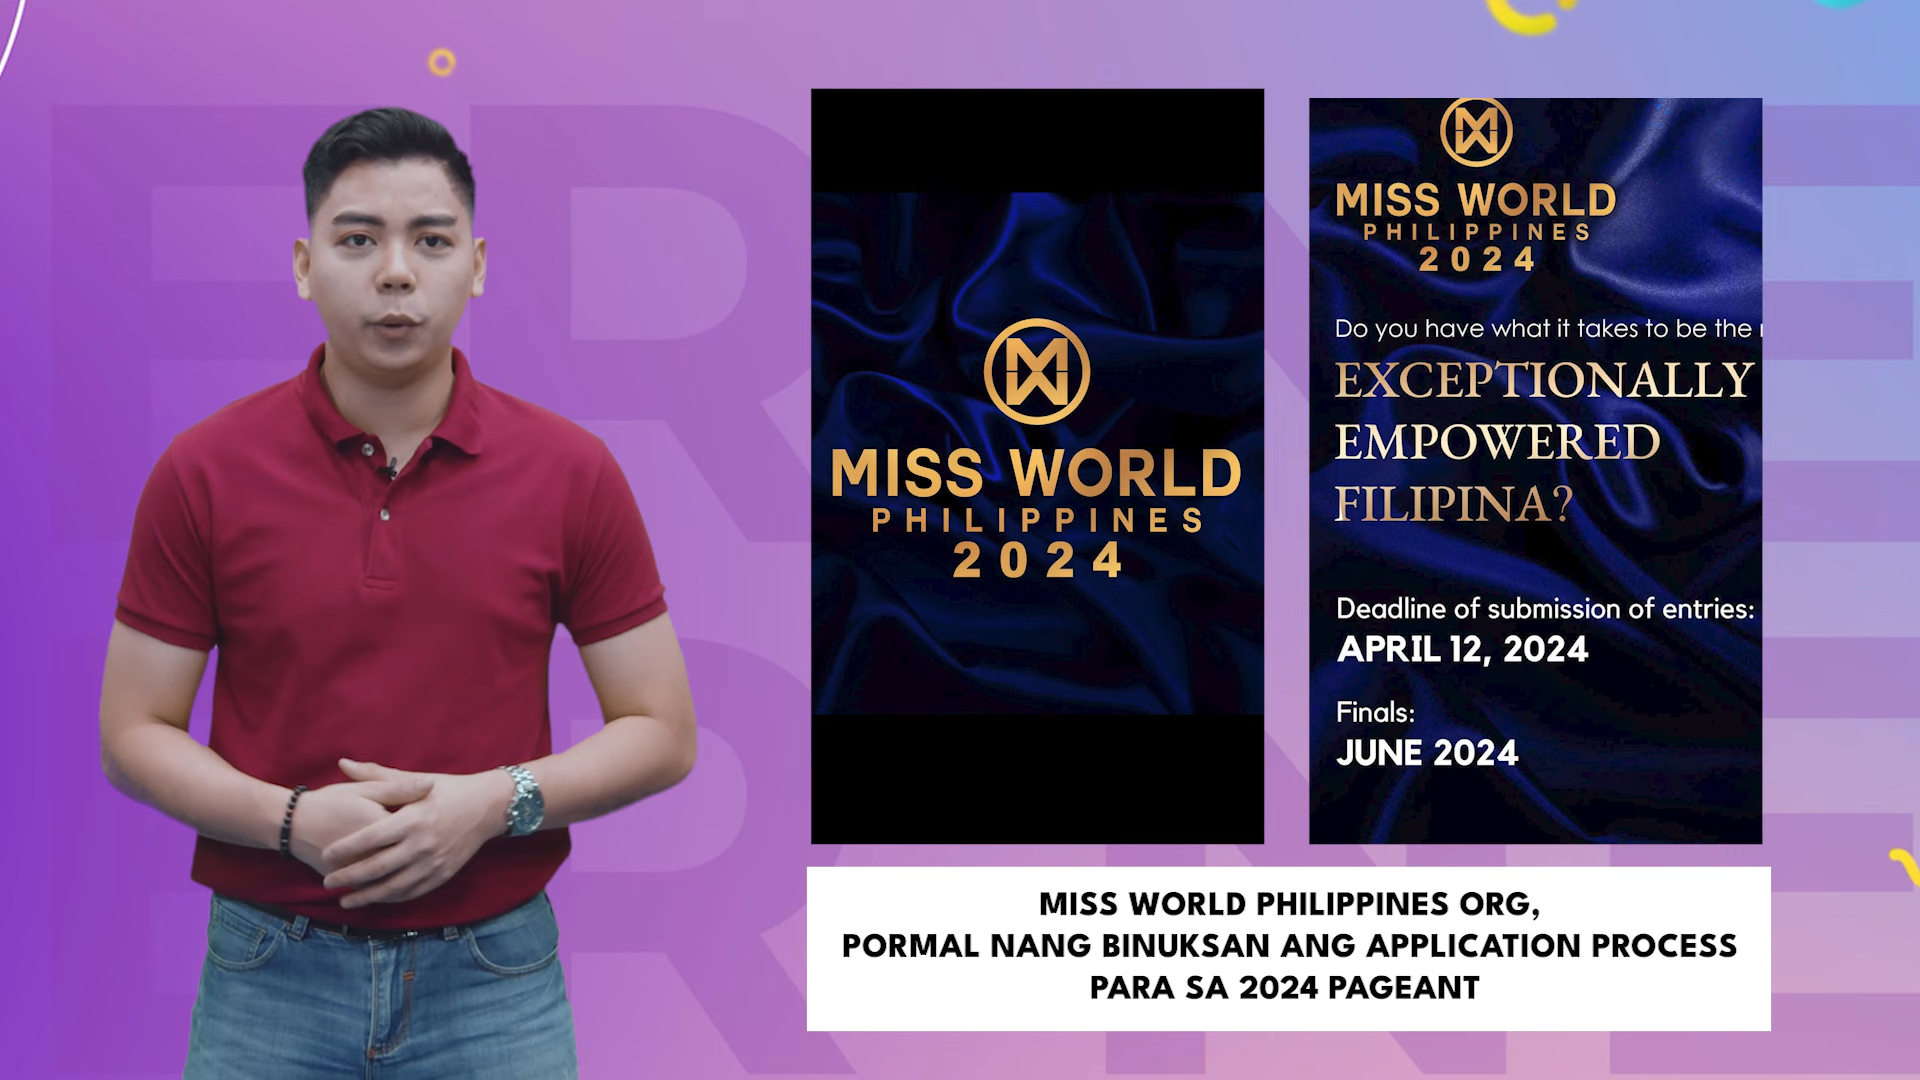 MISS WORLD
PHILIPPINES
2024
MISS WORLD
PHILIPPINES
2024
Do you have what it takes to be the
EXCEPTIONALLY
EMPOWERED
FILIPINA?
Deadline of submission of entries:
APRIL 12, 2024
Finals:
JUNE 2024
MISS WORLD PHILIPPINES ORG,
PORMAL NANG BINUKSAN ANG APPLICATION PROCESS
PARA SA 2024 PAGEANT